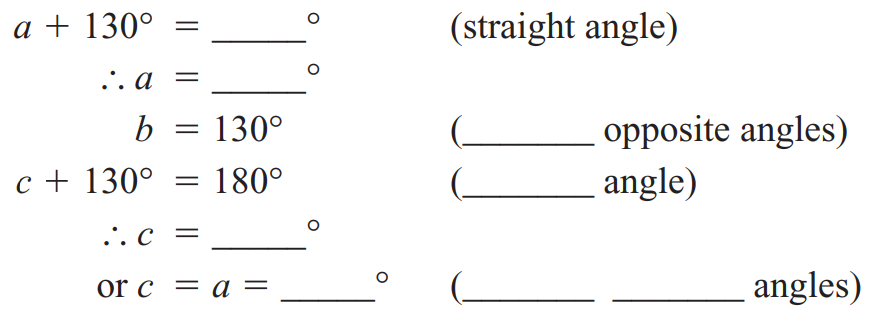 a + 130° = _____° (straight angle)
∴ a = _____°
b = 130° (_______ opposite angles)
c + 130° = 180° (_______ angle)
∴ c = _____°
or c = a = _____° (_______ _______ angles)